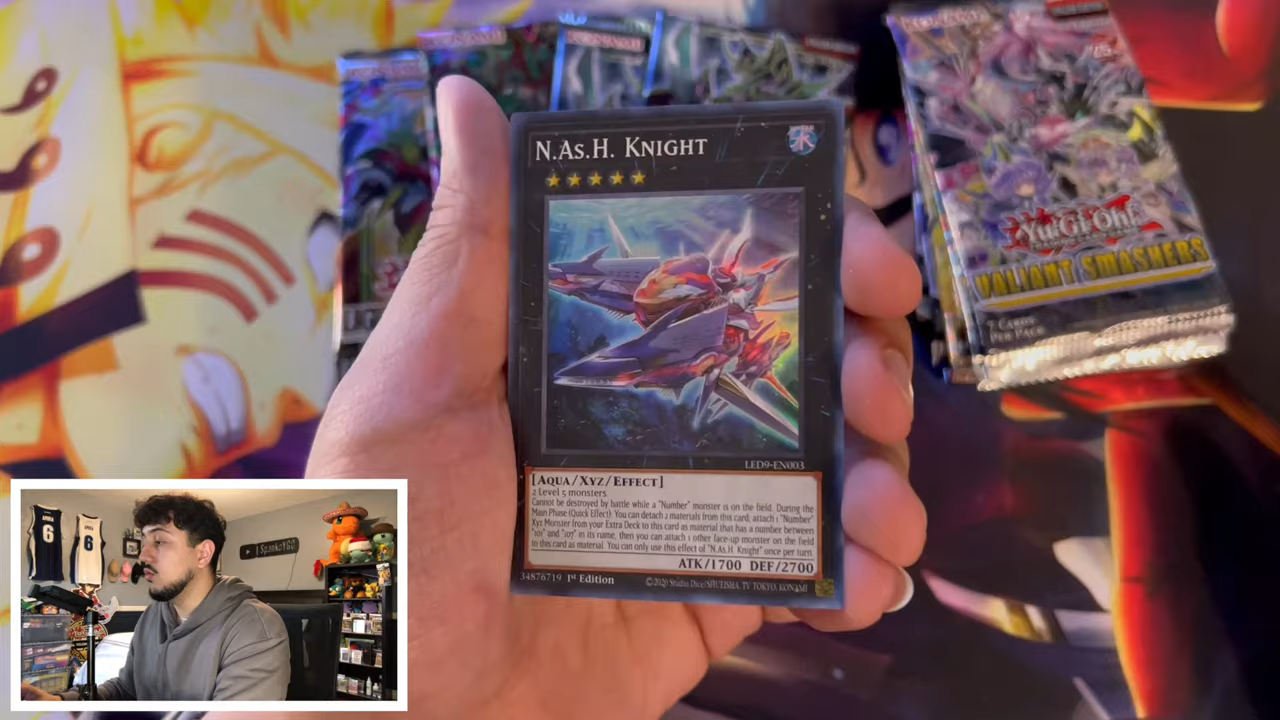 N.As.H. Knight
LED9-EN003
[Aqua/Xyz/Effect]
2 Level 5 monsters
Cannot be destroyed by battle while a "Number" monster is on the field. During the
Main Phase (Quick Effect): You can detach 2 materials from this card; attach 1 "Number"
Xyz Monster from your Extra Deck to this card as material that has a number between
"101" and "107" in its name, then you can attach 1 other face-up monster on the field
to this card as material. You can only use this effect of "N.As.H. Knight" once per turn.
ATK/1700 DEF/2700
34876719 1st Edition
©2020 Studio Dice/SHUEISHA, TV TOKYO, KONAMI
Yu-Gi-Oh!
VALIANT SMASHERS
7 Cards
Per Pack
6
6
SpankoYGO